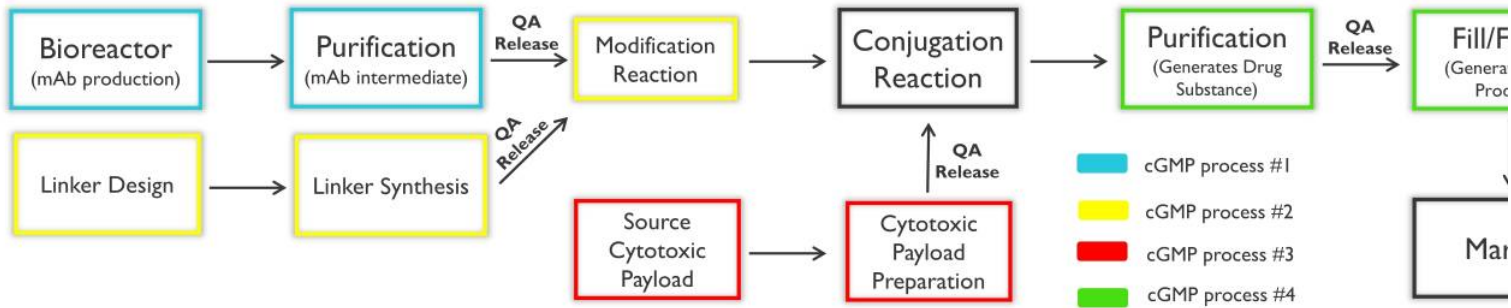 Bioreactor
(mAb production)
Purification
(mAb intermediate)
QA
Release
Modification
Reaction
Conjugation
Reaction
Purification
(Generates Drug
Substance)
QA
Release
Linker Design
Linker Synthesis
QA
Release
Source
Cytotoxic
Payload
Cytotoxic
Payload
Preparation
QA
Release
cGMP process #1
cGMP process #2
cGMP process #3
cGMP process #4